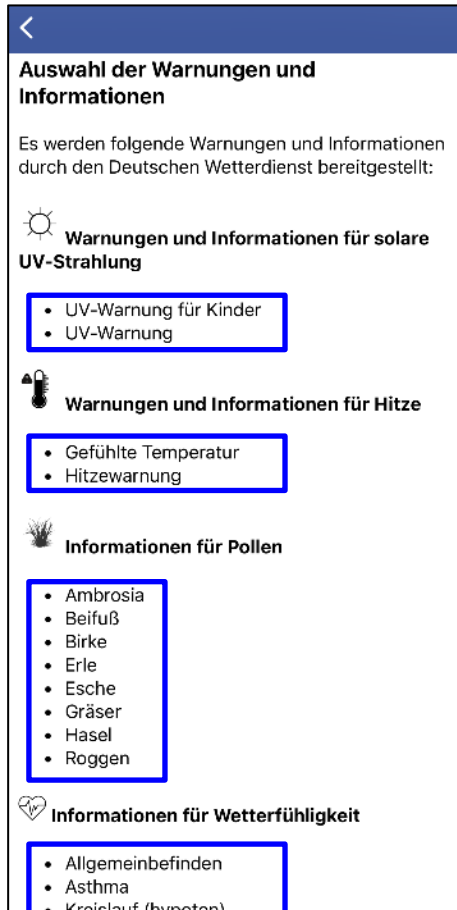 Auswahl der Warnungen und
Informationen
Es werden folgende Warnungen und Informationen
durch den Deutschen Wetterdienst bereitgestellt:
Warnungen und Informationen für solare
UV-Strahlung
• UV-Warnung für Kinder
• UV-Warnung
Warnungen und Informationen für Hitze
• Gefühlte Temperatur
• Hitzewarnung
Informationen für Pollen
• Ambrosia
• Beifuß
• Birke
• Erle
• Esche
• Gräser
• Hasel
• Roggen
Informationen für Wetterfühligkeit
• Allgemeinbefinden
• Asthma
• Kreislauf (hypoton)